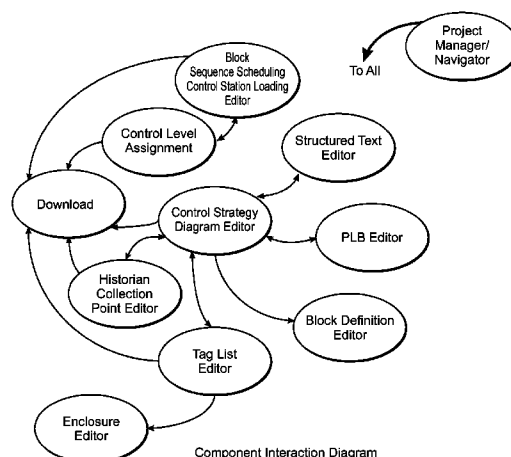 Project
Manager/
Navigator
To All
Block
Sequence Scheduling
Control Station Loading
Editor
Control Level
Assignment
Structured Text
Editor
Download
Control Strategy
Diagram Editor
PLB Editor
Historian
Collection
Point Editor
Block Definition
Editor
Tag List
Editor
Enclosure
Editor
Component Interaction Diagram